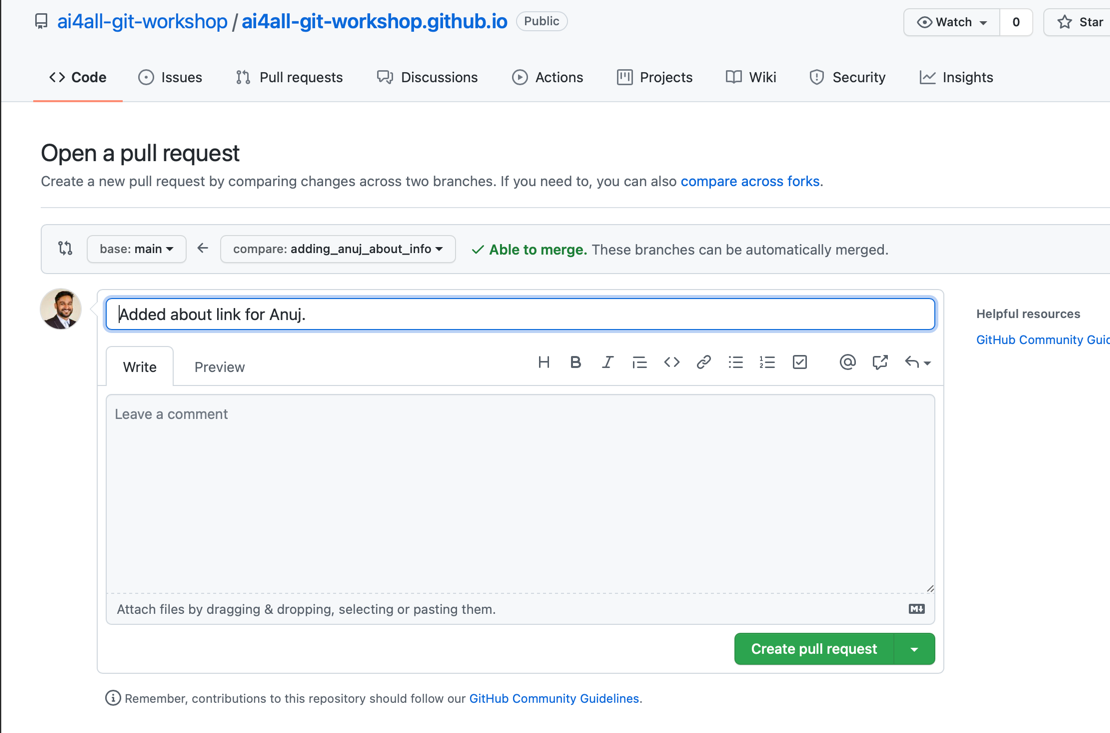 ai4all-git-workshop / ai4all-git-workshop.github.io Public Watch 0 Star
Code Issues Pull requests Discussions Actions Projects Wiki Security Insights
Open a pull request
Create a new pull request by comparing changes across two branches. If you need to, you can also compare across forks.
base: main compare: adding_anuj_about_info Able to merge. These branches can be automatically merged.
Added about link for Anuj.
Helpful resources
GitHub Community Guid
Write Preview
Leave a comment
Attach files by dragging & dropping, selecting or pasting them.
Create pull request
Remember, contributions to this repository should follow our GitHub Community Guidelines.